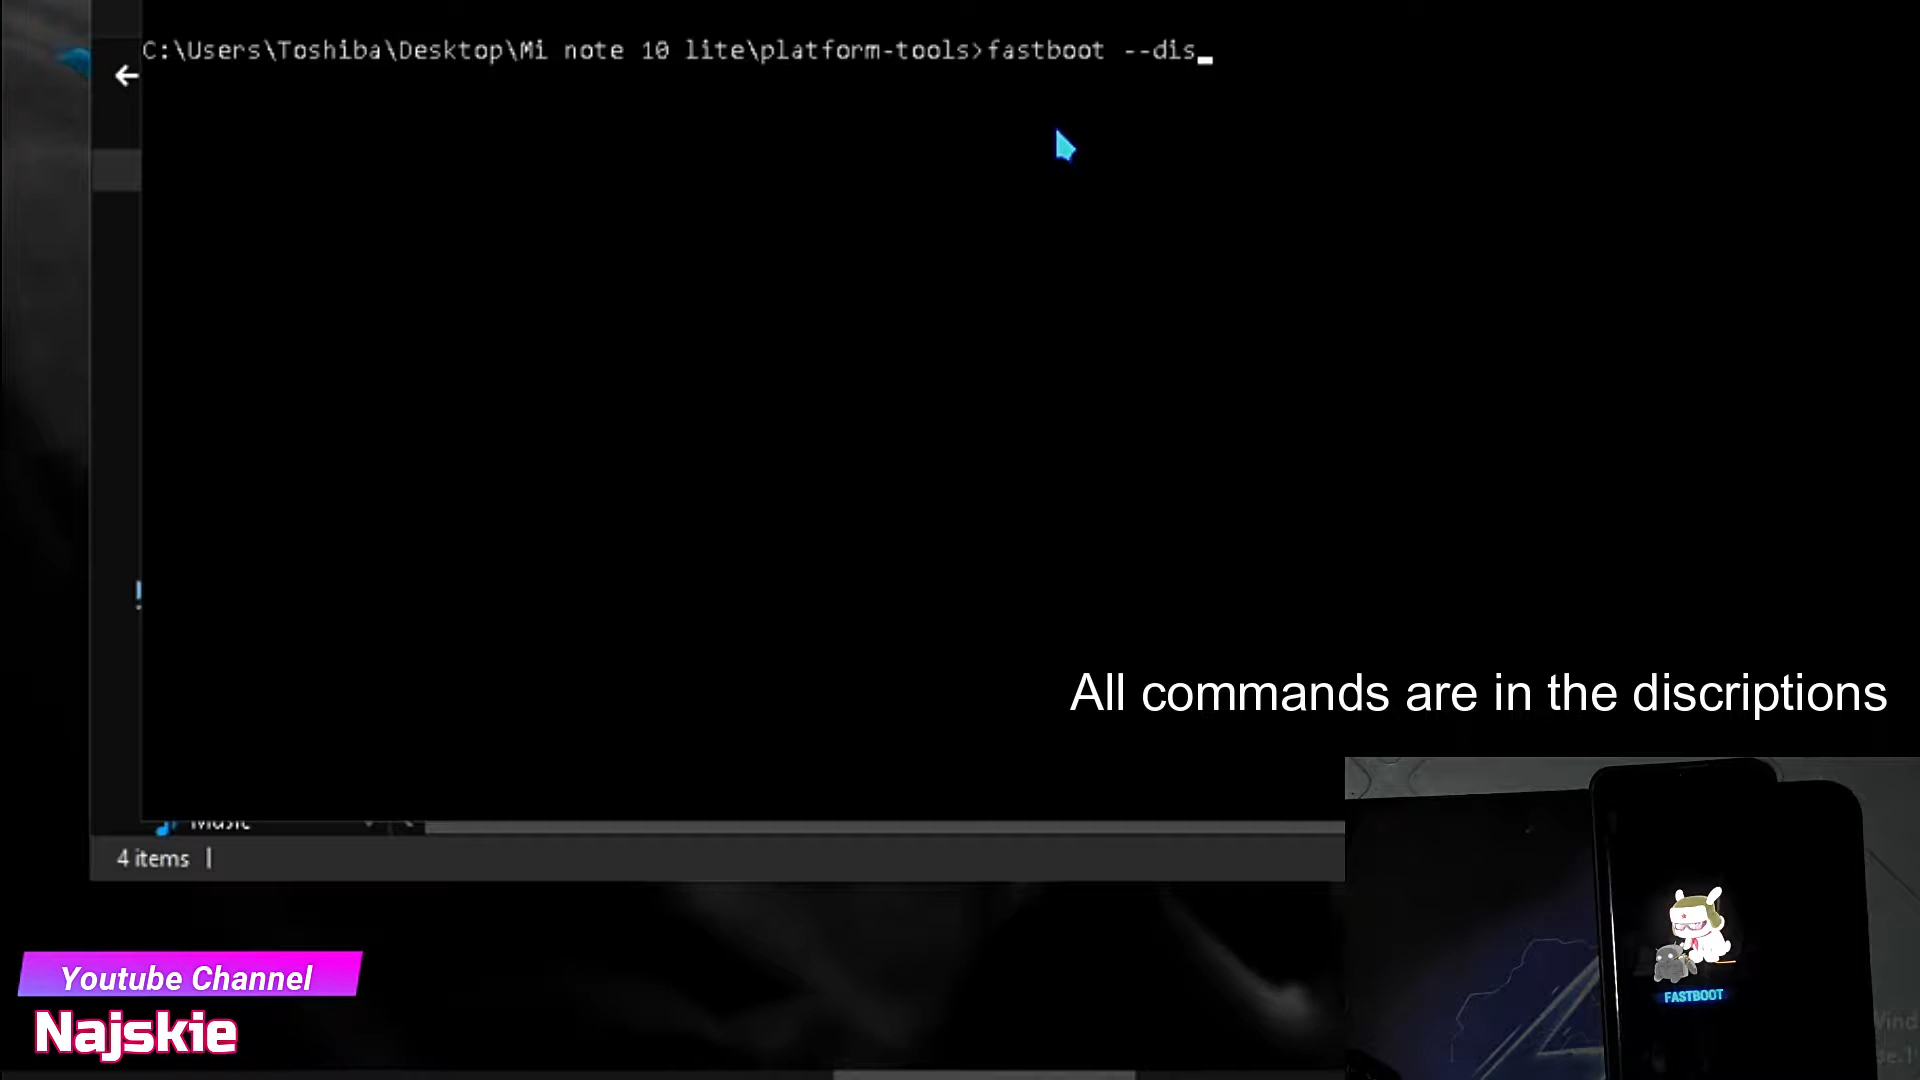 C:\Users\Toshiba\Desktop\Mi note 10 lite\platform-tools>fastboot --dis
All commands are in the discriptions
Music
4 items
FASTBOOT
Youtube Channel
Najskie